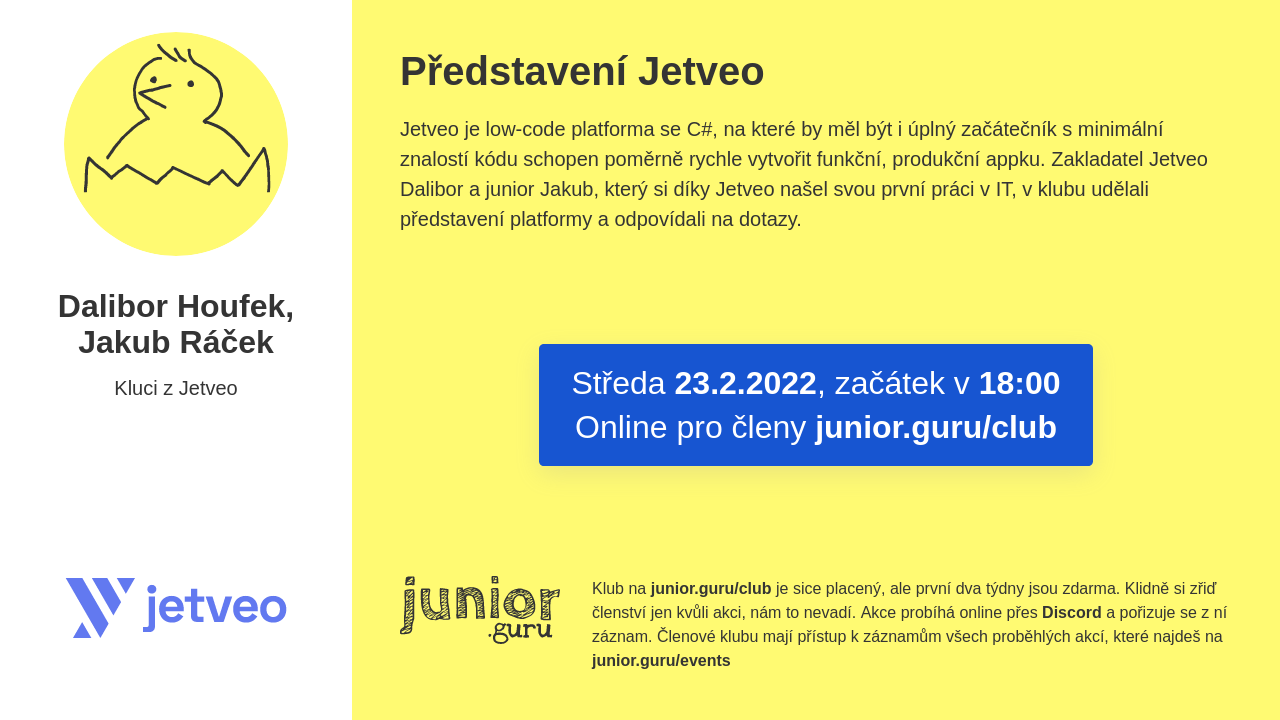 Dalibor Houfek,
Jakub Ráček
Kluci z Jetveo
jetveo
Představení Jetveo
Jetveo je low-code platforma se C#, na které by měl být i úplný začátečník s minimální
znalostí kódu schopen poměrně rychle vytvořit funkční, produkční appku. Zakladatel Jetveo
Dalibor a junior Jakub, který si díky Jetveo našel svou první práci v IT, v klubu udělali
představení platformy a odpovídali na dotazy.
Středa 23.2.2022, začátek v 18:00
Online pro členy junior.guru/club
junior
.guru
Klub na junior.guru/club je sice placený, ale první dva týdny jsou zdarma. Klidně si zřiď
členství jen kvůli akci, nám to nevadí. Akce probíhá online přes Discord a pořizuje se z ní
záznam. Členové klubu mají přístup k záznamům všech proběhlých akcí, které najdeš na
junior.guru/events